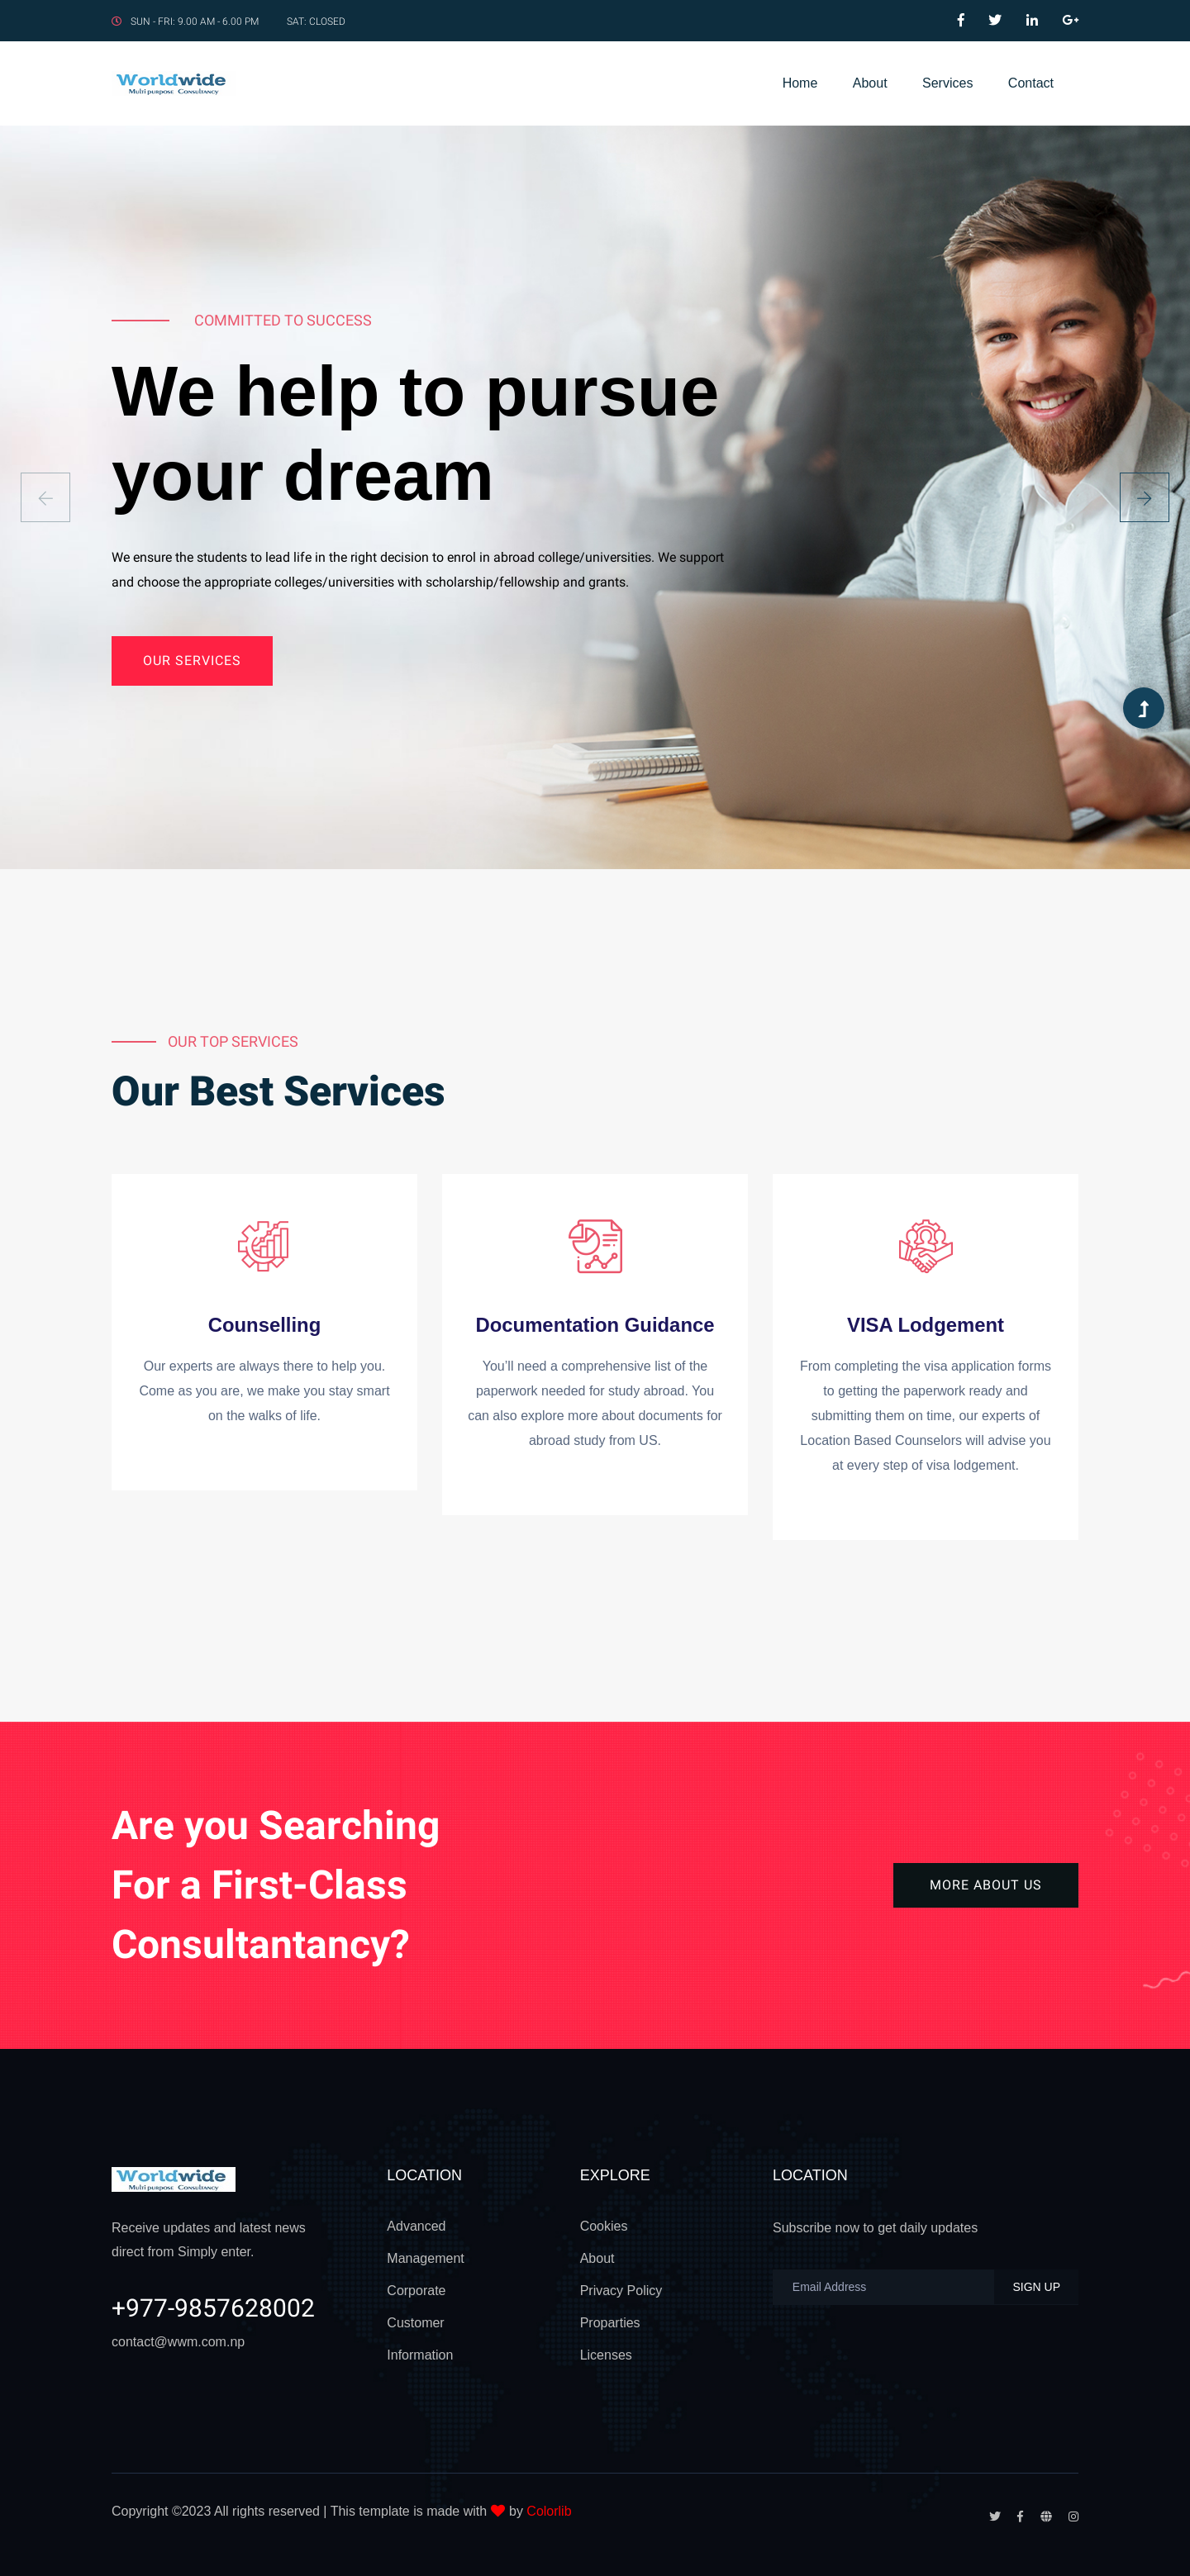 SUN - FRI: 9.00 AM - 6.00 PM SAT: CLOSED
Worldwide
Multipurpose Consultancy
Home About Services Contact
COMMITTED TO SUCCESS
We help to pursue
your dream
We ensure the students to lead life in the right decision to enrol in abroad college/universities. We support
and choose the appropriate colleges/universities with scholarship/fellowship and grants.
OUR SERVICES
OUR TOP SERVICES
Our Best Services
Counselling
Our experts are always there to help you.
Come as you are, we make you stay smart
on the walks of life.
Documentation Guidance
You’ll need a comprehensive list of the
paperwork needed for study abroad. You
can also explore more about documents for
abroad study from US.
VISA Lodgement
From completing the visa application forms
to getting the paperwork ready and
submitting them on time, our experts of
Location Based Counselors will advise you
at every step of visa lodgement.
Are you Searching
For a First-Class
Consultantancy?
MORE ABOUT US
Worldwide
Multipurpose Consultancy
Receive updates and latest news
direct from Simply enter.
+977-9857628002
contact@wwm.com.np
LOCATION
Advanced
Management
Corporate
Customer
Information
EXPLORE
Cookies
About
Privacy Policy
Proparties
Licenses
LOCATION
Subscribe now to get daily updates
Email Address SIGN UP
Copyright ©2023 All rights reserved | This template is made with by Colorlib